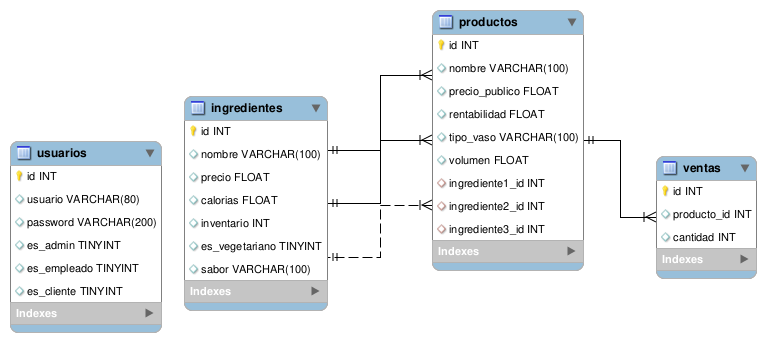 usuarios
id INT
usuario VARCHAR(80)
password VARCHAR(200)
es_admin TINYINT
es_empleado TINYINT
es_cliente TINYINT
Indexes
ingredientes
id INT
nombre VARCHAR(100)
precio FLOAT
calorias FLOAT
inventario INT
es_vegetariano TINYINT
sabor VARCHAR(100)
Indexes
productos
id INT
nombre VARCHAR(100)
precio_publico FLOAT
rentabilidad FLOAT
tipo_vaso VARCHAR(100)
volumen FLOAT
ingrediente1_id INT
ingrediente2_id INT
ingrediente3_id INT
Indexes
ventas
id INT
producto_id INT
cantidad INT
Indexes